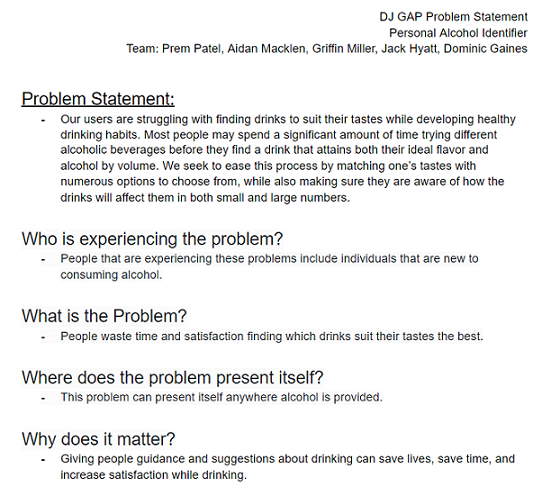 DJ GAP Problem Statement
Personal Alcohol Identifier
Team: Prem Patel, Aidan Macklen, Griffin Miller, Jack Hyatt, Dominic Gaines
Problem Statement:
- Our users are struggling with finding drinks to suit their tastes while developing healthy
drinking habits. Most people may spend a significant amount of time trying different
alcoholic beverages before they find a drink that attains both their ideal flavor and
alcohol by volume. We seek to ease this process by matching one's tastes with
numerous options to choose from, while also making sure they are aware of how the
drinks will affect them in both small and large numbers.
Who is experiencing the problem?
- People that are experiencing these problems include individuals that are new to
consuming alcohol.
What is the Problem?
- People waste time and satisfaction finding which drinks suit their tastes the best.
Where does the problem present itself?
- This problem can present itself anywhere alcohol is provided.
Why does it matter?
- Giving people guidance and suggestions about drinking can save lives, save time, and
increase satisfaction while drinking.